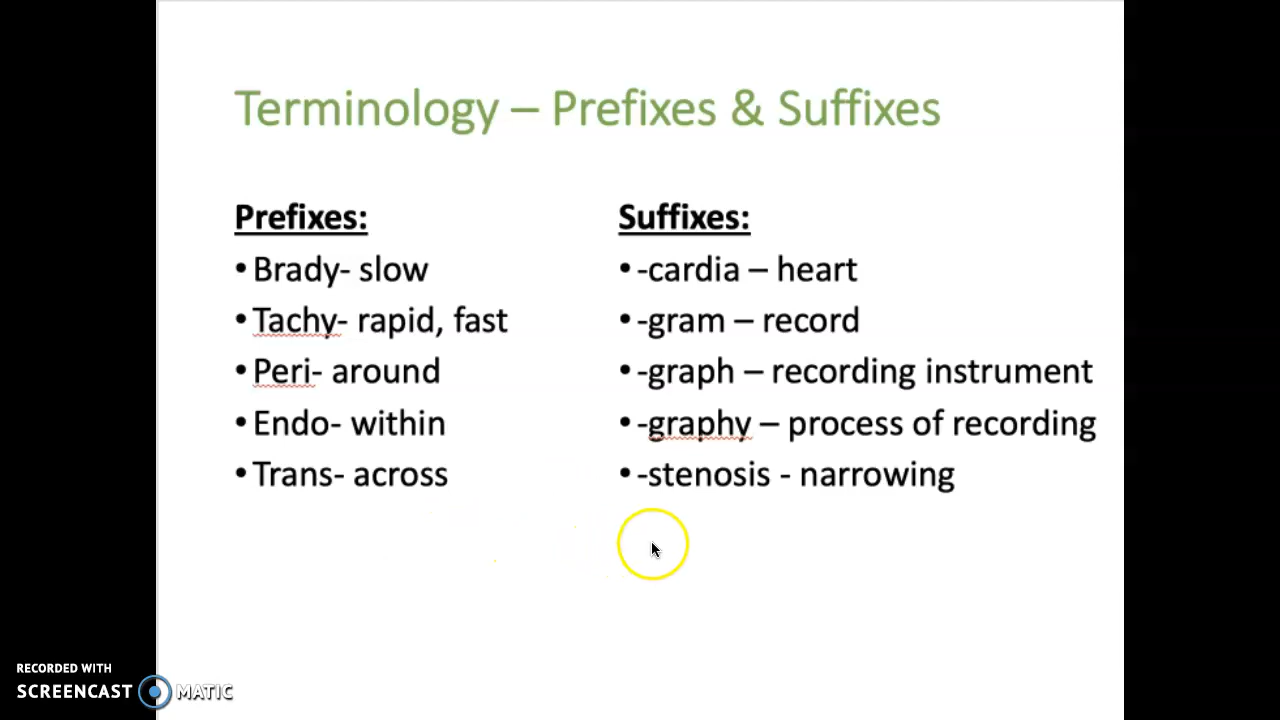 Terminology – Prefixes & Suffixes
Prefixes:
•Brady- slow
•Tachy- rapid, fast
•Peri- around
•Endo- within
•Trans- across
Suffixes:
•-cardia – heart
•-gram – record
•-graph – recording instrument
•-graphy – process of recording
•-stenosis - narrowing
RECORDED WITH
SCREENCAST MATIC